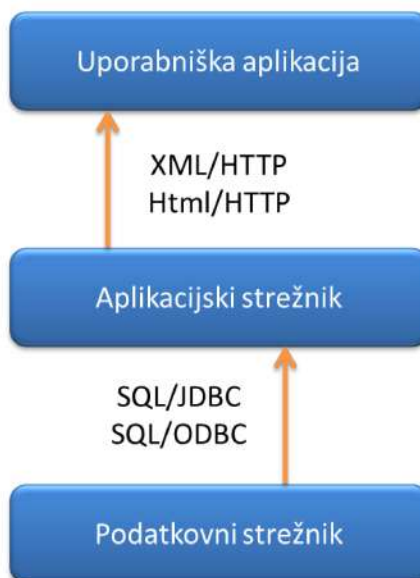 Uporabniška aplikacija
XML/HTTP
Html/HTTP
Aplikacijski strežnik
SQL/JDBC
SQL/ODBC
Podatkovni strežnik